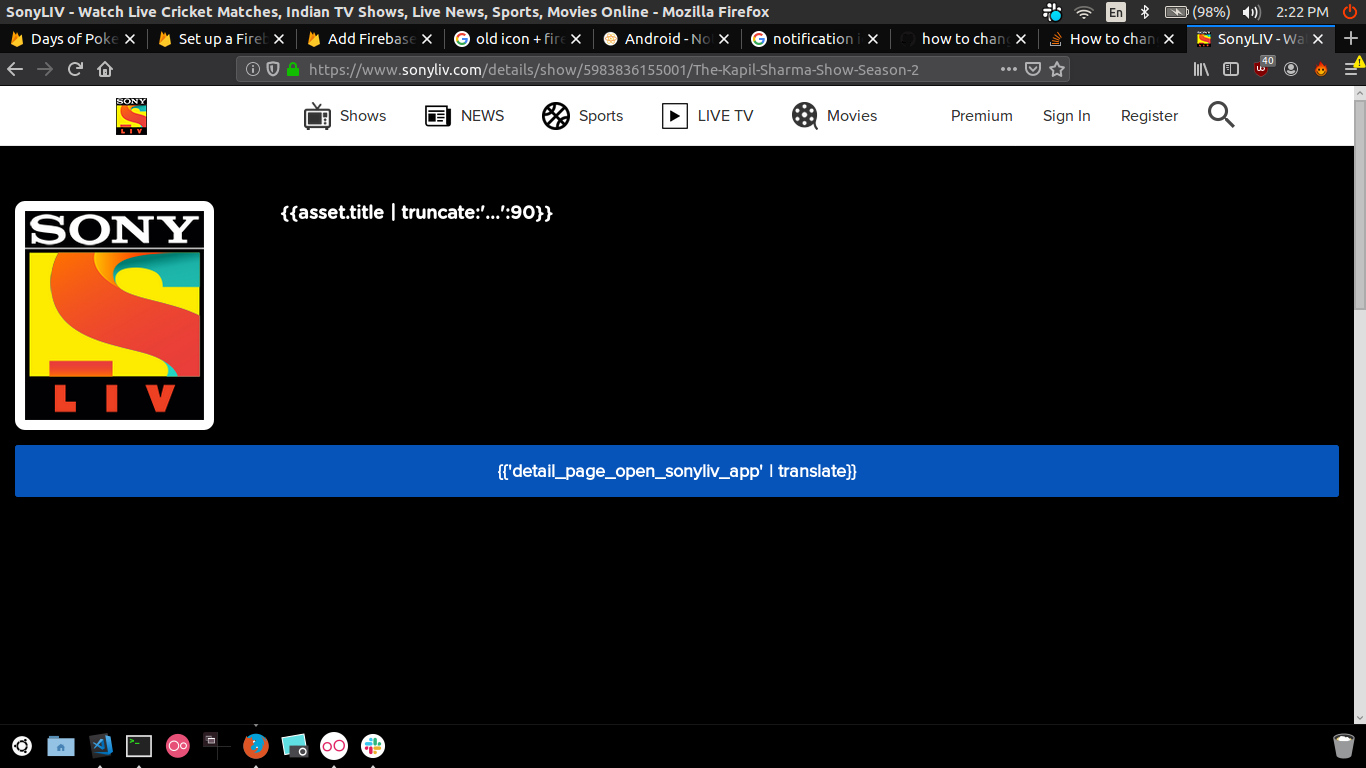 SonyLIV - Watch Live Cricket Matches, Indian TV Shows, Live News, Sports, Movies Online - Mozilla Firefox
En (98%) 2:22 PM
Days of Poke Set up a Fireb Add Firebase old icon + fire Android - No notification i how to chan How to chan SonyLIV - Wa
https://www.sonyliv.com/details/show/5983836155001/The-Kapil-Sharma-Show-Season-2 40
SONY LIV Shows NEWS Sports LIVE TV Movies Premium Sign In Register
{{asset.title | truncate:'...':90}}
SONY
LIV
{{'detail_page_open_sonyliv_app' | translate}}